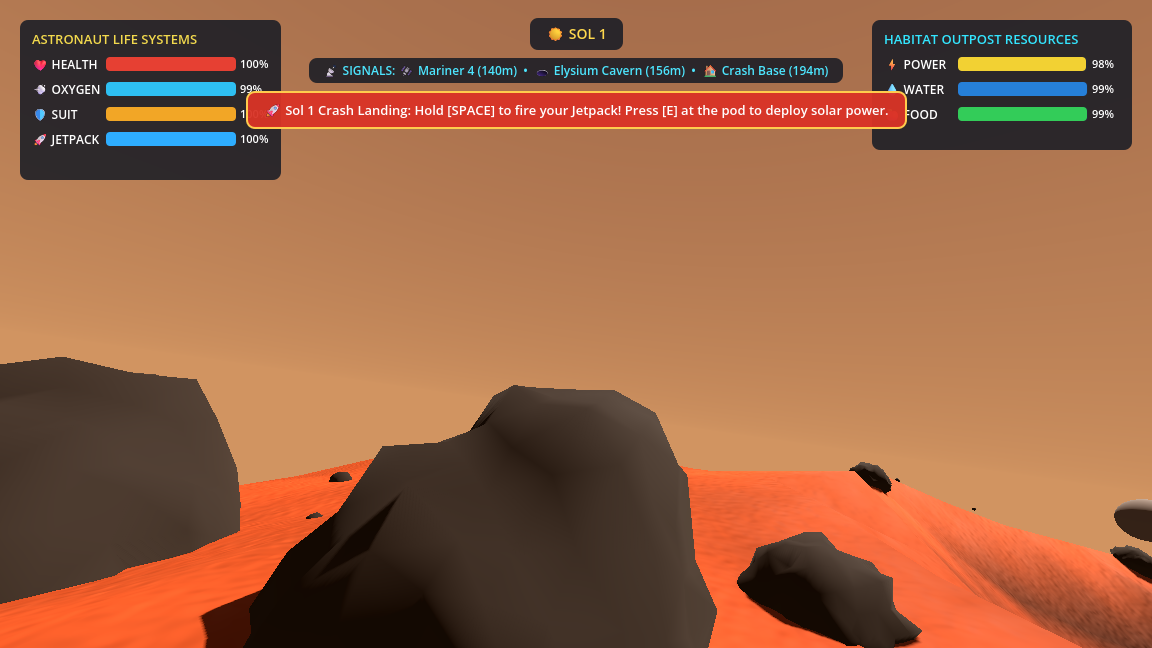 ASTRONAUT LIFE SYSTEMS
HEALTH 100%
OXYGEN 99%
SUIT
JETPACK 100%
SOL 1
SIGNALS: Mariner 4 (140m) • Elysium Cavern (156m) • Crash Base (194m)
Sol 1 Crash Landing: Hold [SPACE] to fire your Jetpack! Press [E] at the pod to deploy solar power.
HABITAT OUTPOST RESOURCES
POWER 98%
WATER 99%
FOOD 99%